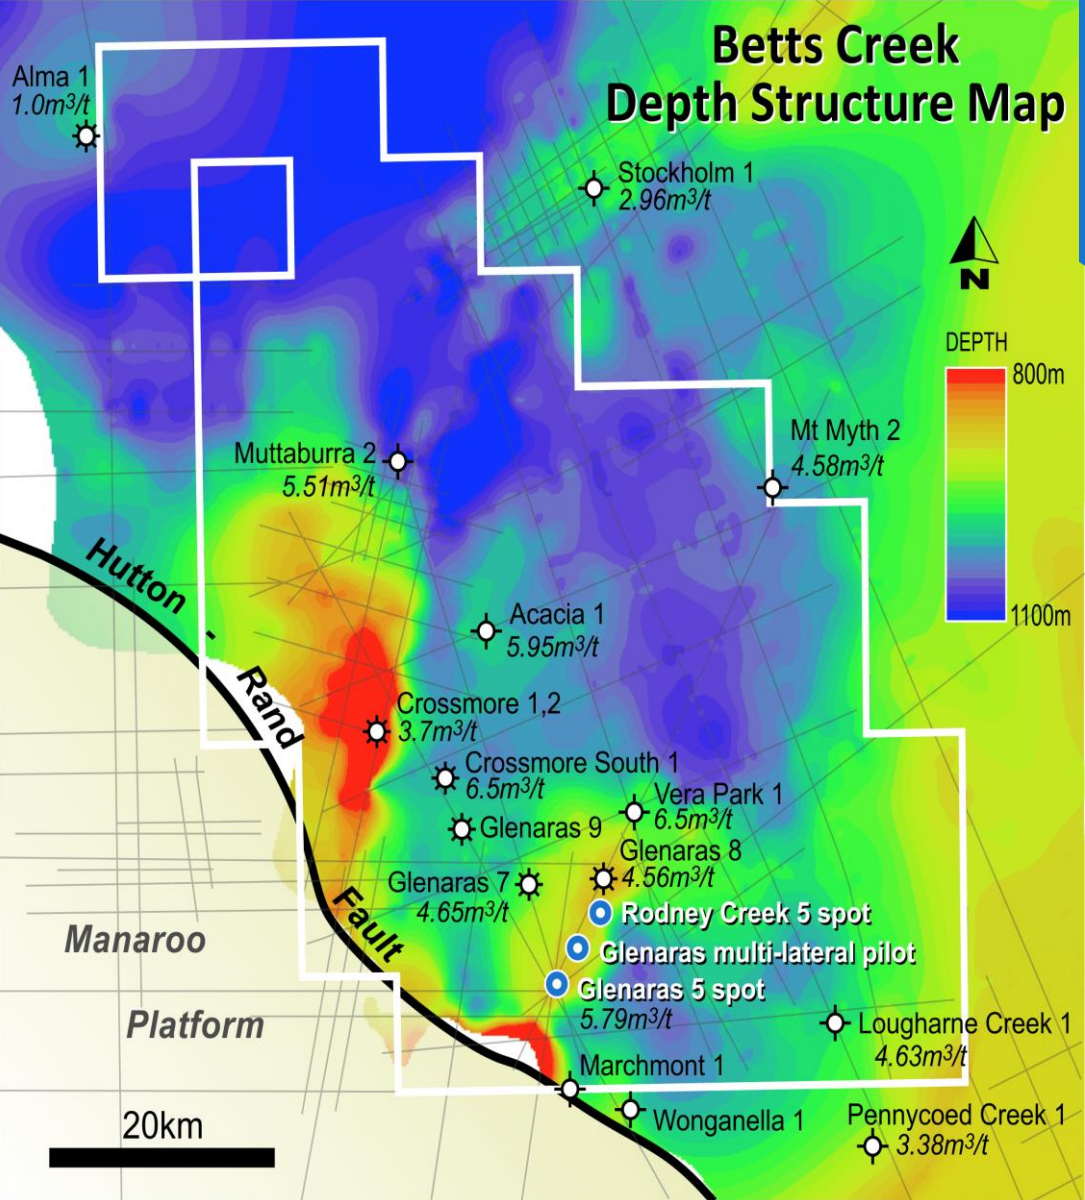 Betts Creek
Depth Structure Map
Alma 1
1.0m³/t
Stockholm 1
2.96m³/t
N
DEPTH
800m
1100m
Mt Myth 2
4.58m³/t
Muttaburra 2
5.51m³/t
Hutton -
Rand
Fault
Acacia 1
5.95m³/t
Crossmore 1,2
3.7m³/t
Crossmore South 1
6.5m³/t
Vera Park 1
6.5m³/t
Glenaras 9
Glenaras 8
4.56m³/t
Glenaras 7
4.65m³/t
Rodney Creek 5 spot
Glenaras multi-lateral pilot
Glenaras 5 spot
5.79m³/t
Manaroo
Platform
Lougharne Creek 1
4.63m³/t
Marchmont 1
Wonganella 1
Pennycoed Creek 1
3.38m³/t
20km